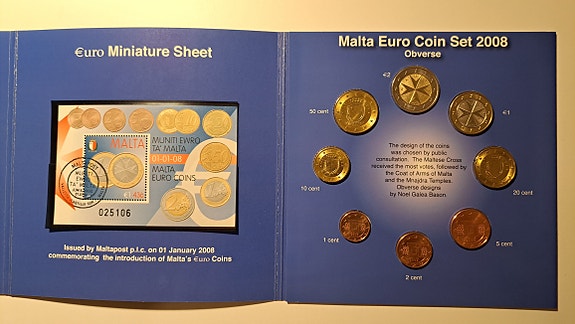 €uro Miniature Sheet
MALTA
MUNITI EWRO
TA' MALTA
01·01·08
MALTA
EURO COINS
025106
Issued by Maltapost p.l.c. on 01 January 2008
commemorating the introduction of Malta's €uro Coins
Malta Euro Coin Set 2008
Obverse
€2
50 cent
€1
The design of the coins
was chosen by public
consultation. The Maltese Cross
received the most votes, followed by
the Coat of Arms of Malta
and the Mnajdra Temples.
Obverse designs
by Noel Galea Bason.
10 cent
20 cent
1 cent
5 cent
2 cent